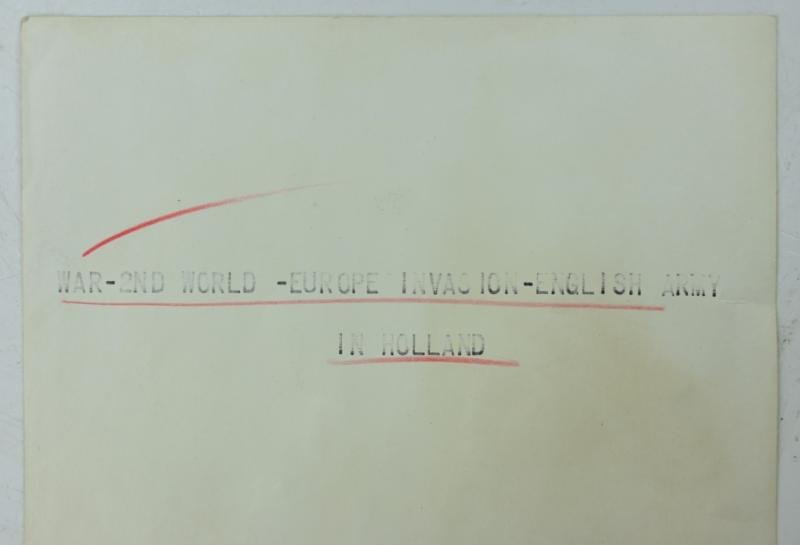 WAR-2ND WORLD -EUROPE INVASION-ENGLISH ARMY
IN HOLLAND